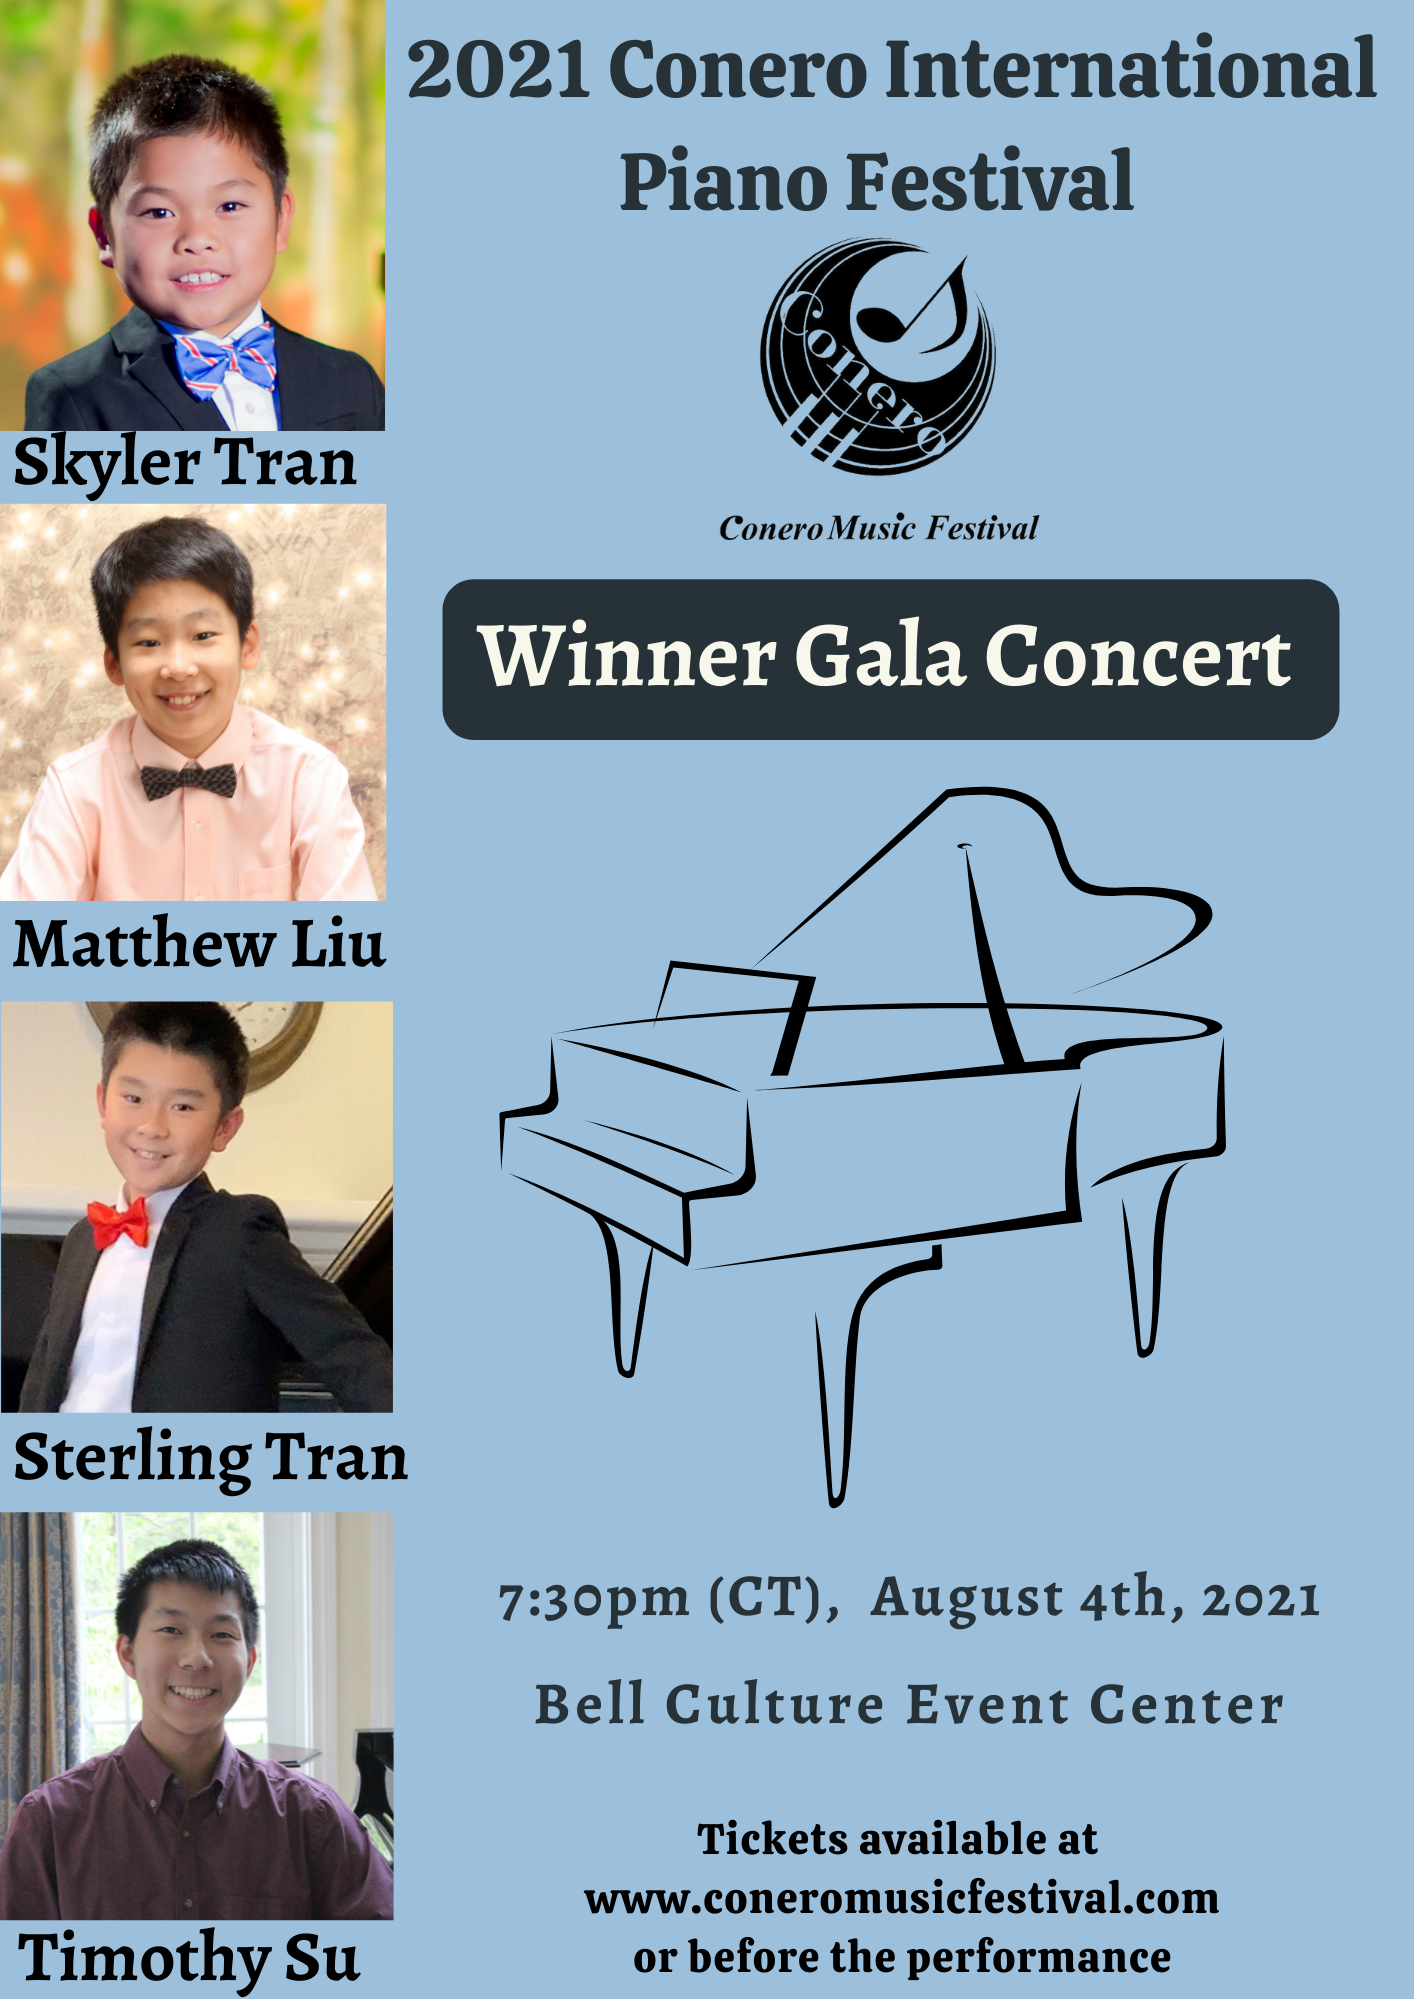 2021 Conero International
Piano Festival
Conero
Conero Music Festival
Winner Gala Concert
Skyler Tran
Matthew Liu
Sterling Tran
Timothy Su
7:30pm (CT), August 4th, 2021
Bell Culture Event Center
Tickets available at
www.coneromusicfestival.com
or before the performance